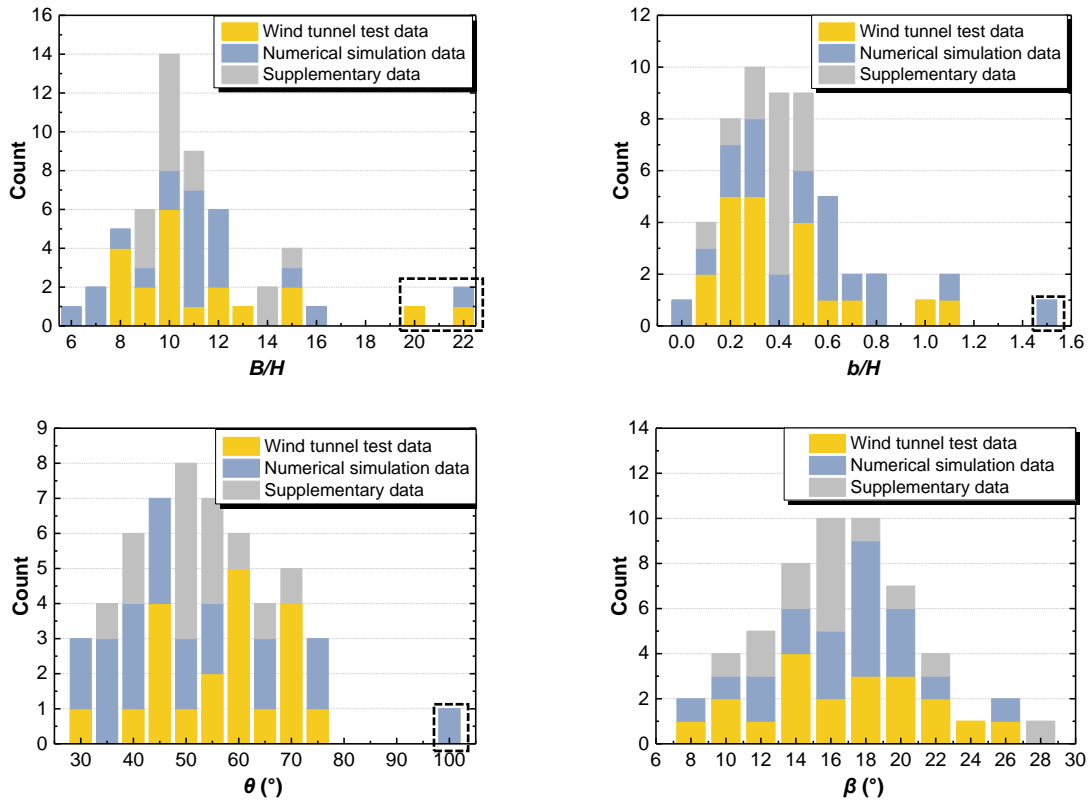 16
14
12
10
8
6
4
2
0
Count
Wind tunnel test data
Numerical simulation data
Supplementary data
6 8 10 12 14 16 18 20 22
B/H
12
10
8
6
4
2
0
Count
Wind tunnel test data
Numerical simulation data
Supplementary data
0.0 0.2 0.4 0.6 0.8 1.0 1.2 1.4 1.6
b/H
9
8
7
6
5
4
3
2
1
0
Count
Wind tunnel test data
Numerical simulation data
Supplementary data
30 40 50 60 70 80 90 100
θ (°)
14
12
10
8
6
4
2
0
Count
Wind tunnel test data
Numerical simulation data
Supplementary data
6 8 10 12 14 16 18 20 22 24 26 28 30
β (°)